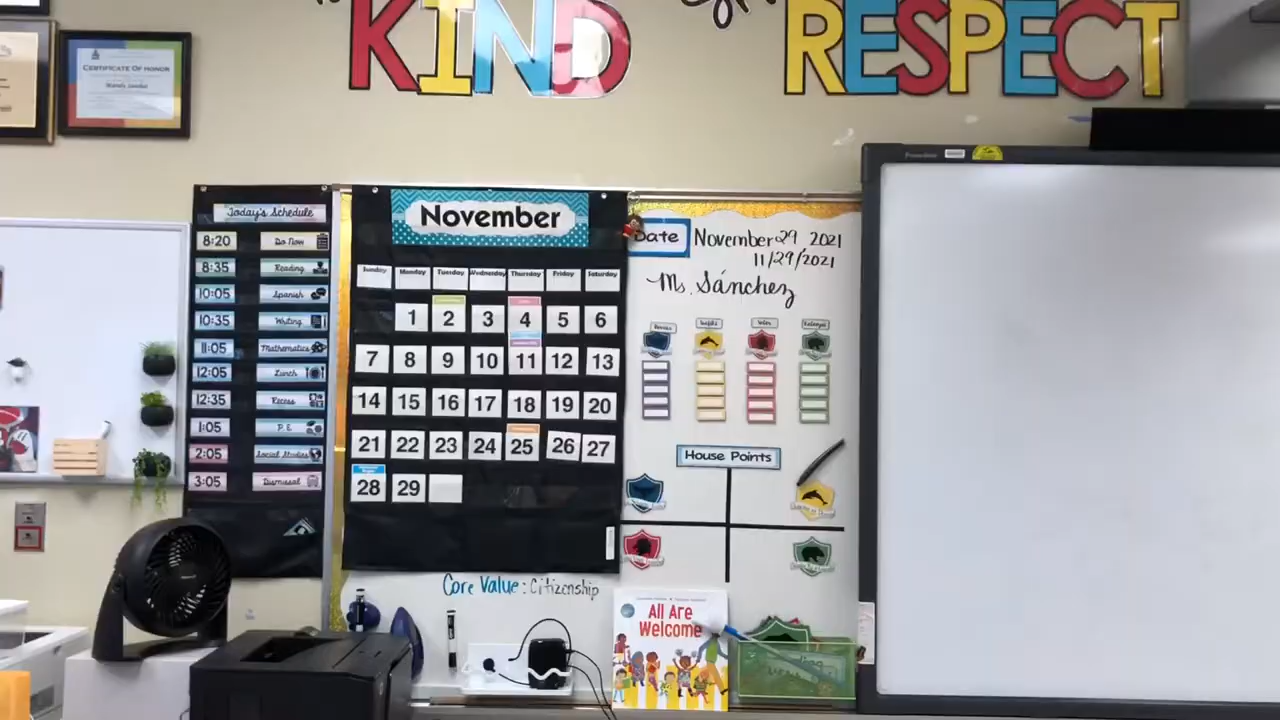 KIND
RESPECT
CERTIFICATE OF HONOR
Today's Schedule
8:20 Do Now
8:35 Reading
10:05 Spanish
10:35 Writing
11:05 Mathematics
12:05 Lunch
12:35 Recess
1:05 P.E
2:05 Social Studies
3:05 Dismissal
November
Sunday Monday Tuesday Wednesday Thursday Friday Saturday
1 2 3 4 5 6
7 8 9 10 11 12 13
14 15 16 17 18 19 20
21 22 23 24 25 26 27
28 29
Date November 29 2021
11/29/2021
Ms. Sánchez
House Points
Core Value: Citizenship
All Are
Welcome